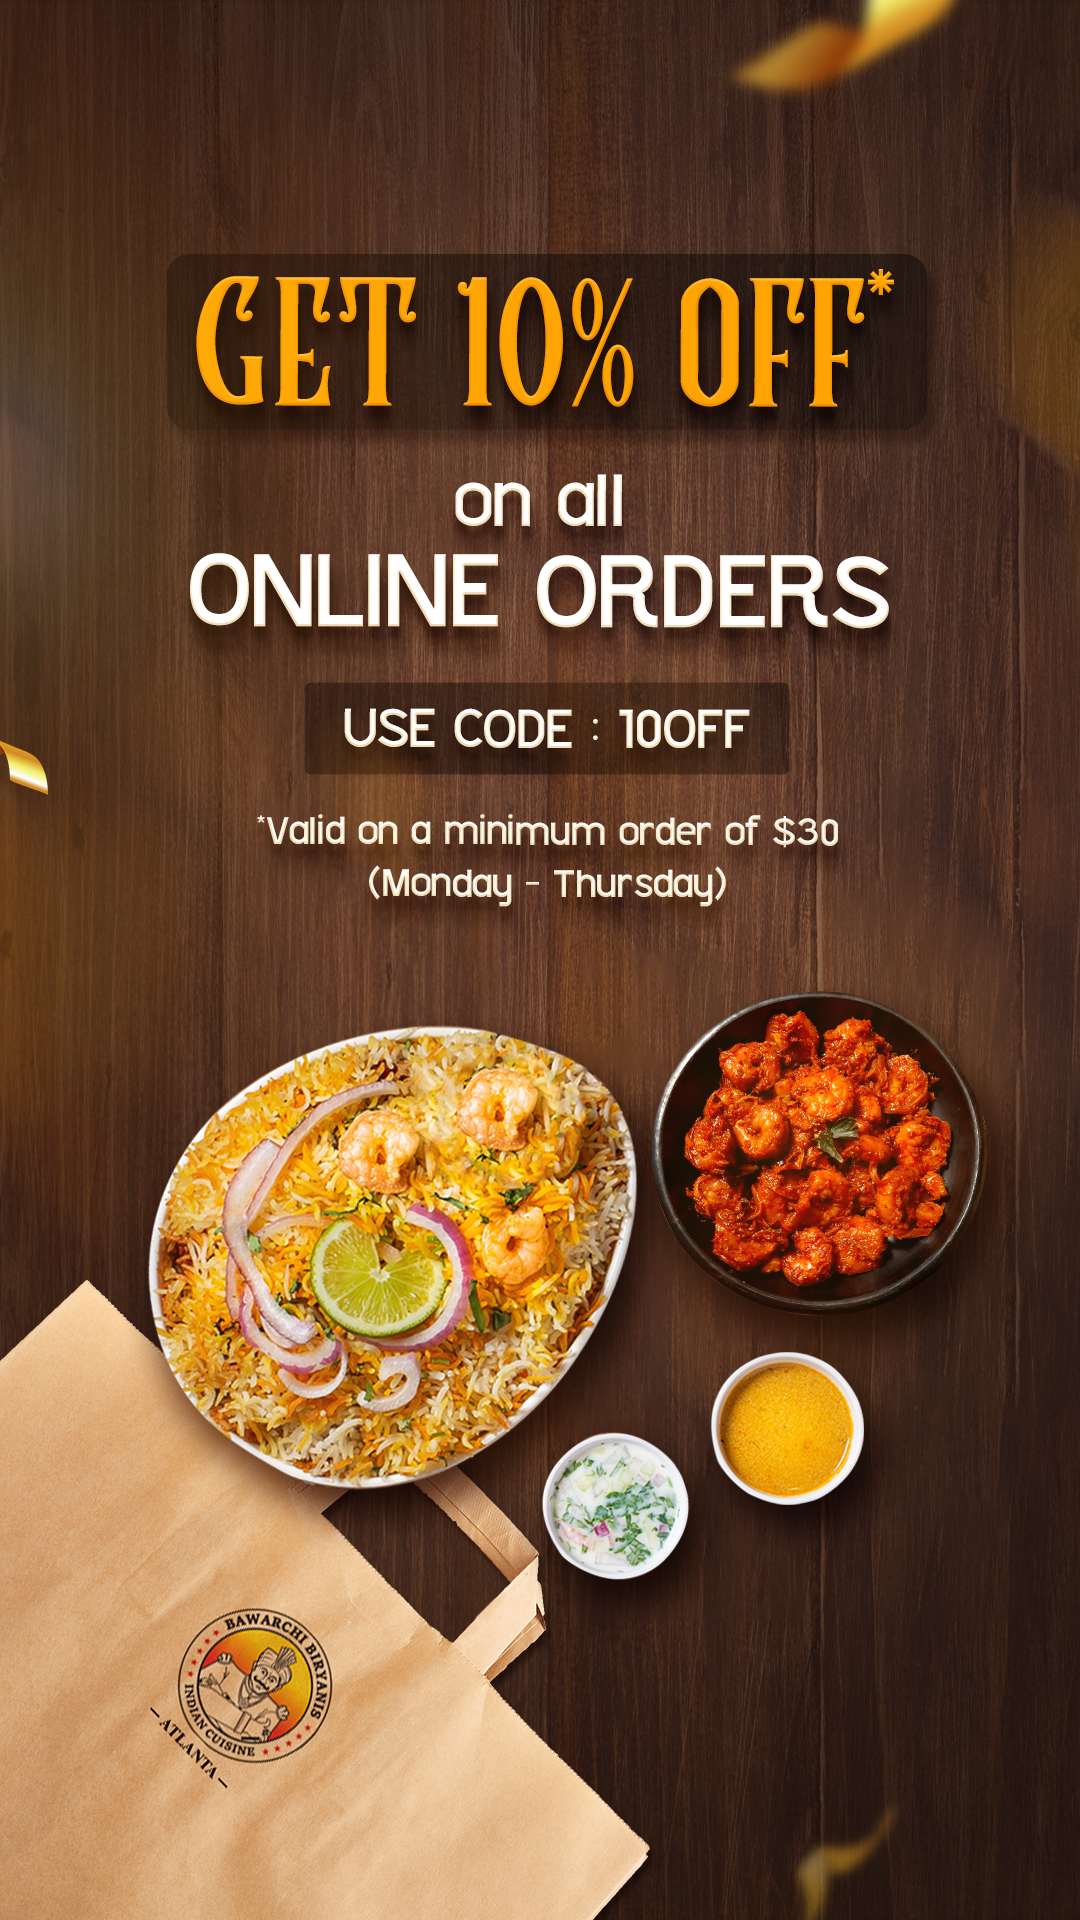 GET 10% OFF*
on all
ONLINE ORDERS
USE CODE : 10OFF
*Valid on a minimum order of $30
(Monday - Thursday)
BAWARCHI BIRYANIS
INDIAN CUISINE
– ATLANTA –